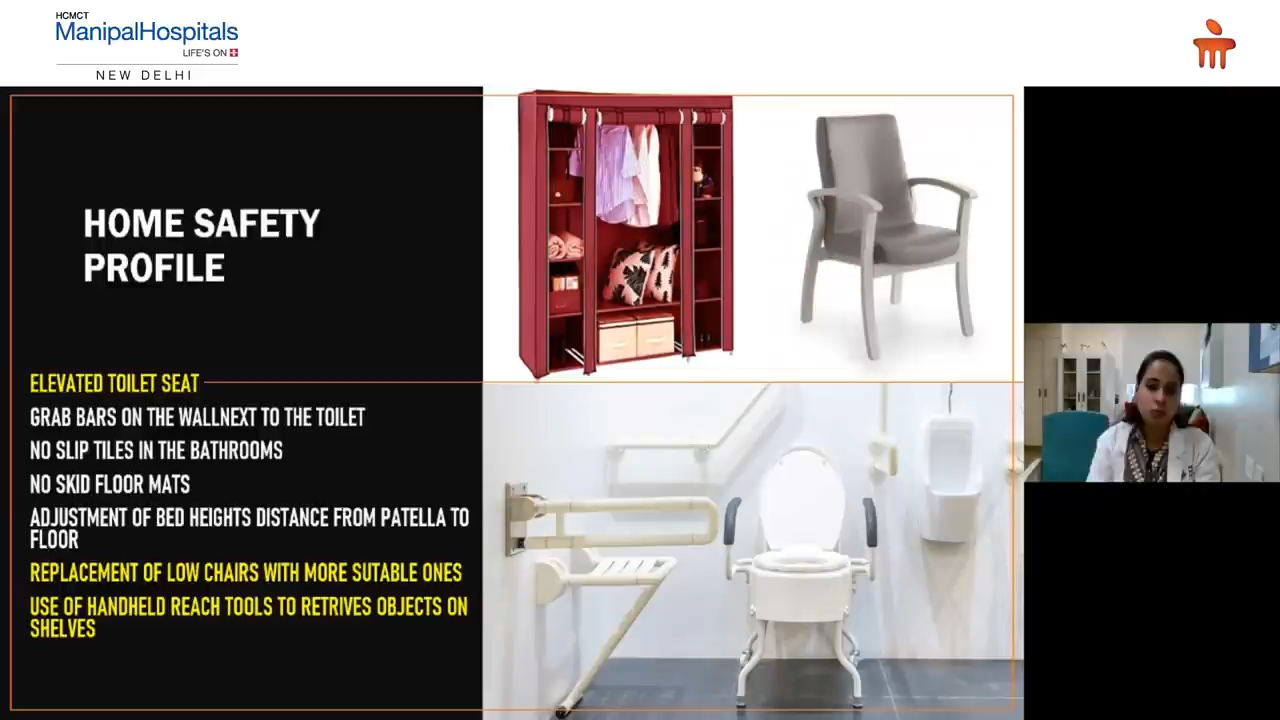 HCMCT
ManipalHospitals
LIFE'S ON
NEW DELHI
HOME SAFETY
PROFILE
ELEVATED TOILET SEAT
GRAB BARS ON THE WALLNEXT TO THE TOILET
NO SLIP TILES IN THE BATHROOMS
NO SKID FLOOR MATS
ADJUSTMENT OF BED HEIGHTS DISTANCE FROM PATELLA TO
FLOOR
REPLACEMENT OF LOW CHAIRS WITH MORE SUTABLE ONES
USE OF HANDHELD REACH TOOLS TO RETRIVES OBJECTS ON
SHELVES